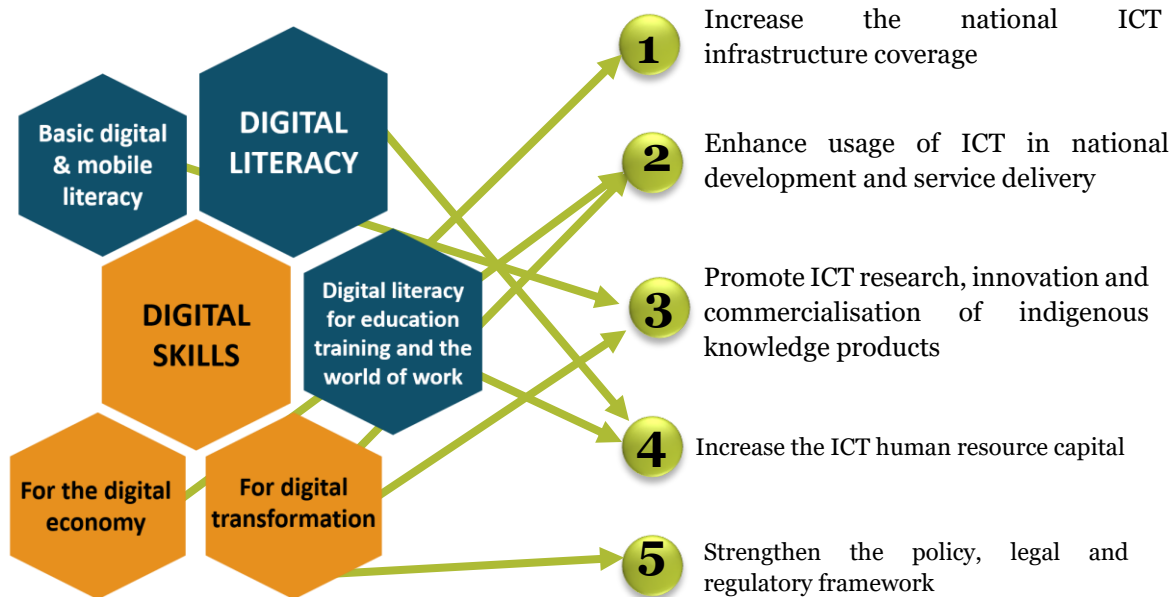 DIGITAL
LITERACY
Basic digital
& mobile
literacy
DIGITAL
SKILLS
Digital literacy
for education
training and the
world of work
For the digital
economy
For digital
transformation
1
Increase the national ICT
infrastructure coverage
2
Enhance usage of ICT in national
development and service delivery
3
Promote ICT research, innovation and
commercialisation of indigenous
knowledge products
4
Increase the ICT human resource capital
5
Strengthen the policy, legal and
regulatory framework